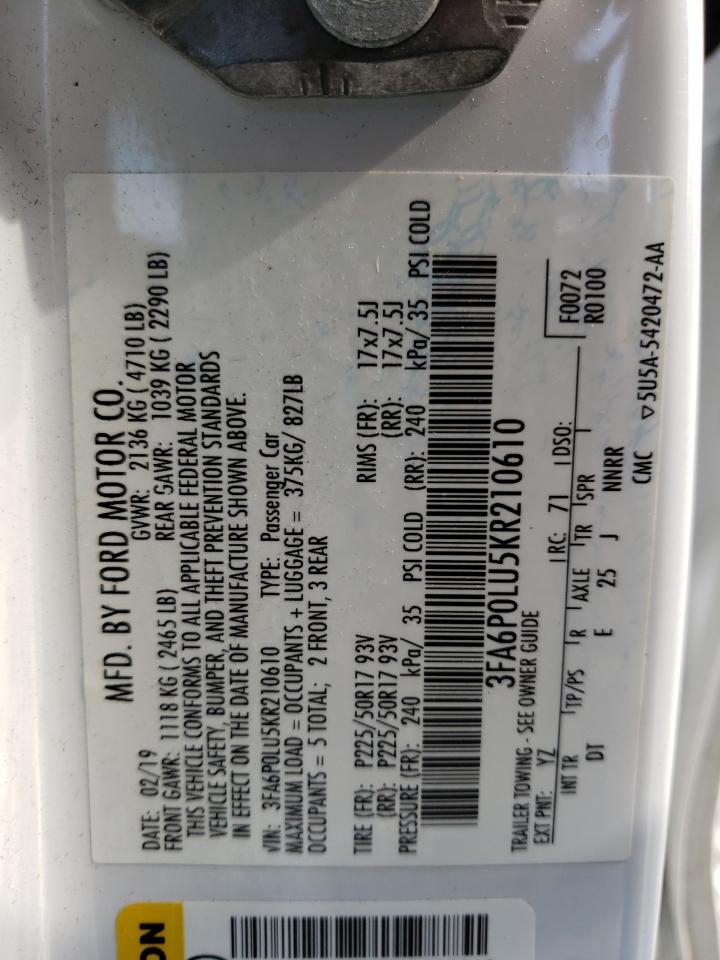 MFD. BY FORD MOTOR CO.
DATE: 02/19 GVWR: 2136 KG ( 4710 LB)
FRONT GAWR: 1118 KG ( 2465 LB) REAR GAWR: 1039 KG ( 2290 LB)
THIS VEHICLE CONFORMS TO ALL APPLICABLE FEDERAL MOTOR
VEHICLE SAFETY, BUMPER, AND THEFT PREVENTION STANDARDS
IN EFFECT ON THE DATE OF MANUFACTURE SHOWN ABOVE.
VIN: 3FA6P0LU5KR210610 TYPE: Passenger Car
MAXIMUM LOAD = OCCUPANTS + LUGGAGE = 375KG/ 827LB
OCCUPANTS = 5 TOTAL; 2 FRONT, 3 REAR
TIRE (FR): P225/50R17 93V RIMS (FR): 17x7.5J
(RR): P225/50R17 93V (RR): 17x7.5J
PRESSURE (FR): 240 kPa/ 35 PSI COLD (RR): 240 kPa/ 35 PSI COLD
3FA6P0LU5KR210610
TRAILER TOWING - SEE OWNER GUIDE
EXT PNT: YZ RC: 71 DSO:
F0072
R0100
INT TR TP/PS R AXLE TR SPR
DT E 25 J NNRR
CMC ▽5U5A-5420472-AA